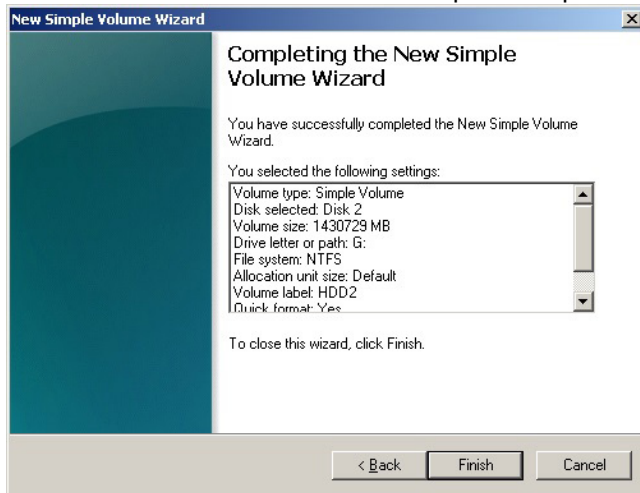 New Simple Volume Wizard
Completing the New Simple
Volume Wizard
You have successfully completed the New Simple Volume
Wizard.
You selected the following settings:
Volume type: Simple Volume
Disk selected: Disk 2
Volume size: 1430729 MB
Drive letter or path: G:
File system: NTFS
Allocation unit size: Default
Volume label: HDD2
Quick format: Yes
To close this wizard, click Finish.
< Back
Finish
Cancel